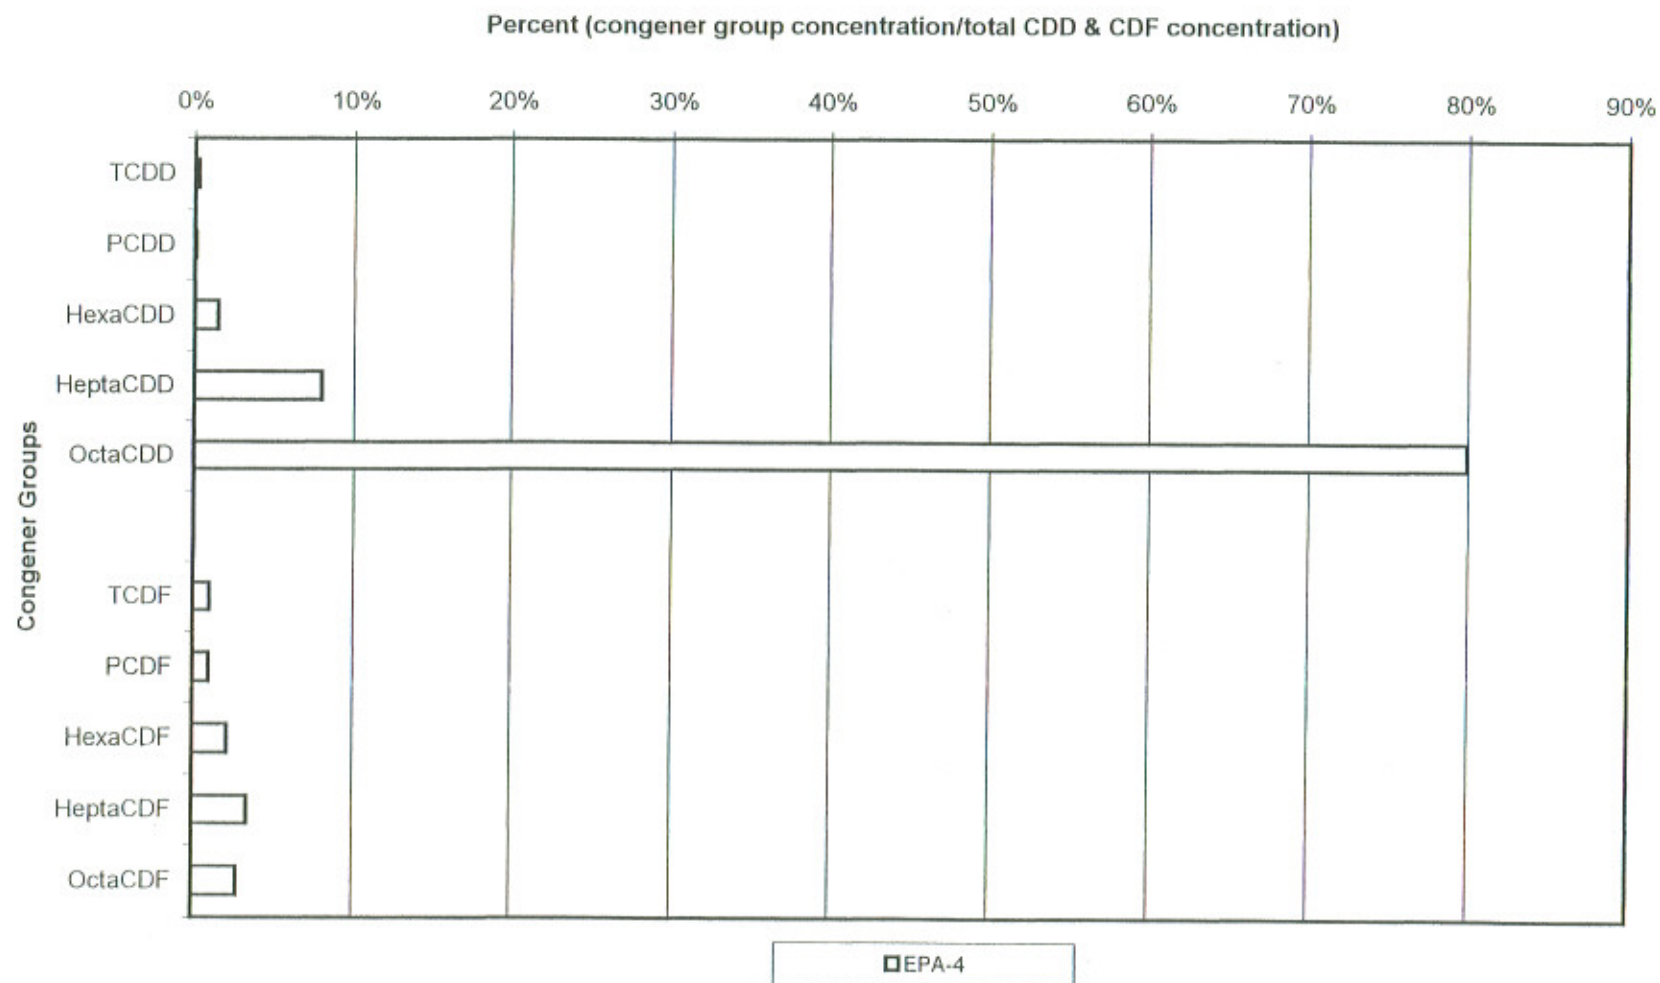 Percent (congener group concentration/total CDD & CDF concentration)
0% 10% 20% 30% 40% 50% 60% 70% 80% 90%
TCDD
PCDD
HexaCDD
HeptaCDD
OctaCDD
TCDF
PCDF
HexaCDF
HeptaCDF
OctaCDF
Congener Groups
EPA-4